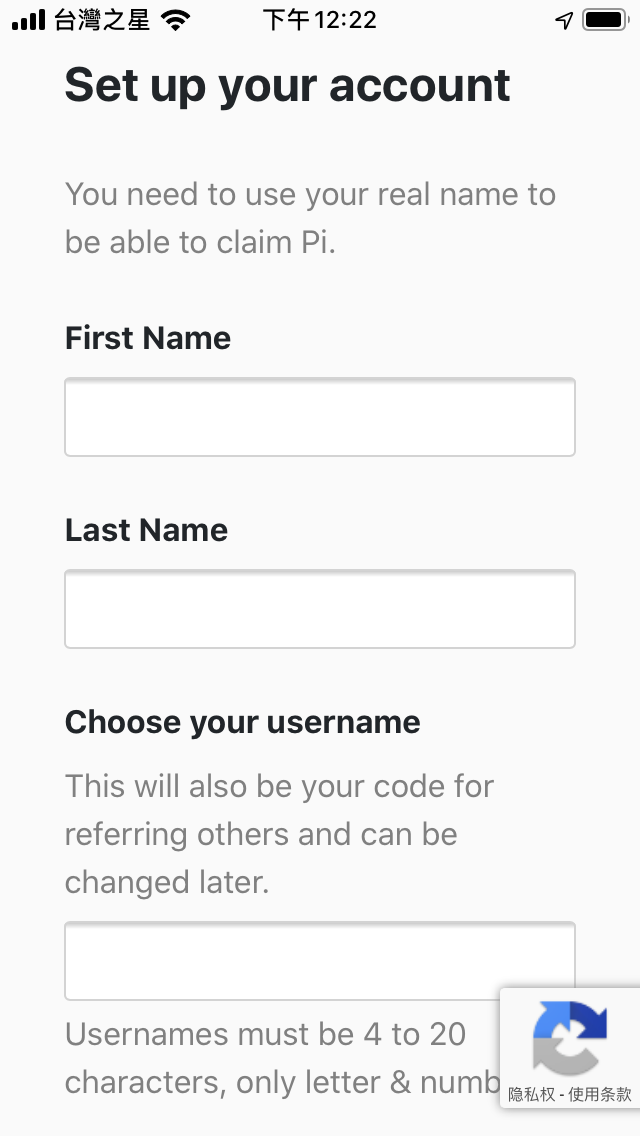 台灣之星 下午12:22
Set up your account
You need to use your real name to
be able to claim Pi.
First Name
Last Name
Choose your username
This will also be your code for
referring others and can be
changed later.
Usernames must be 4 to 20
characters, only letter & numb
隐私权 - 使用条款